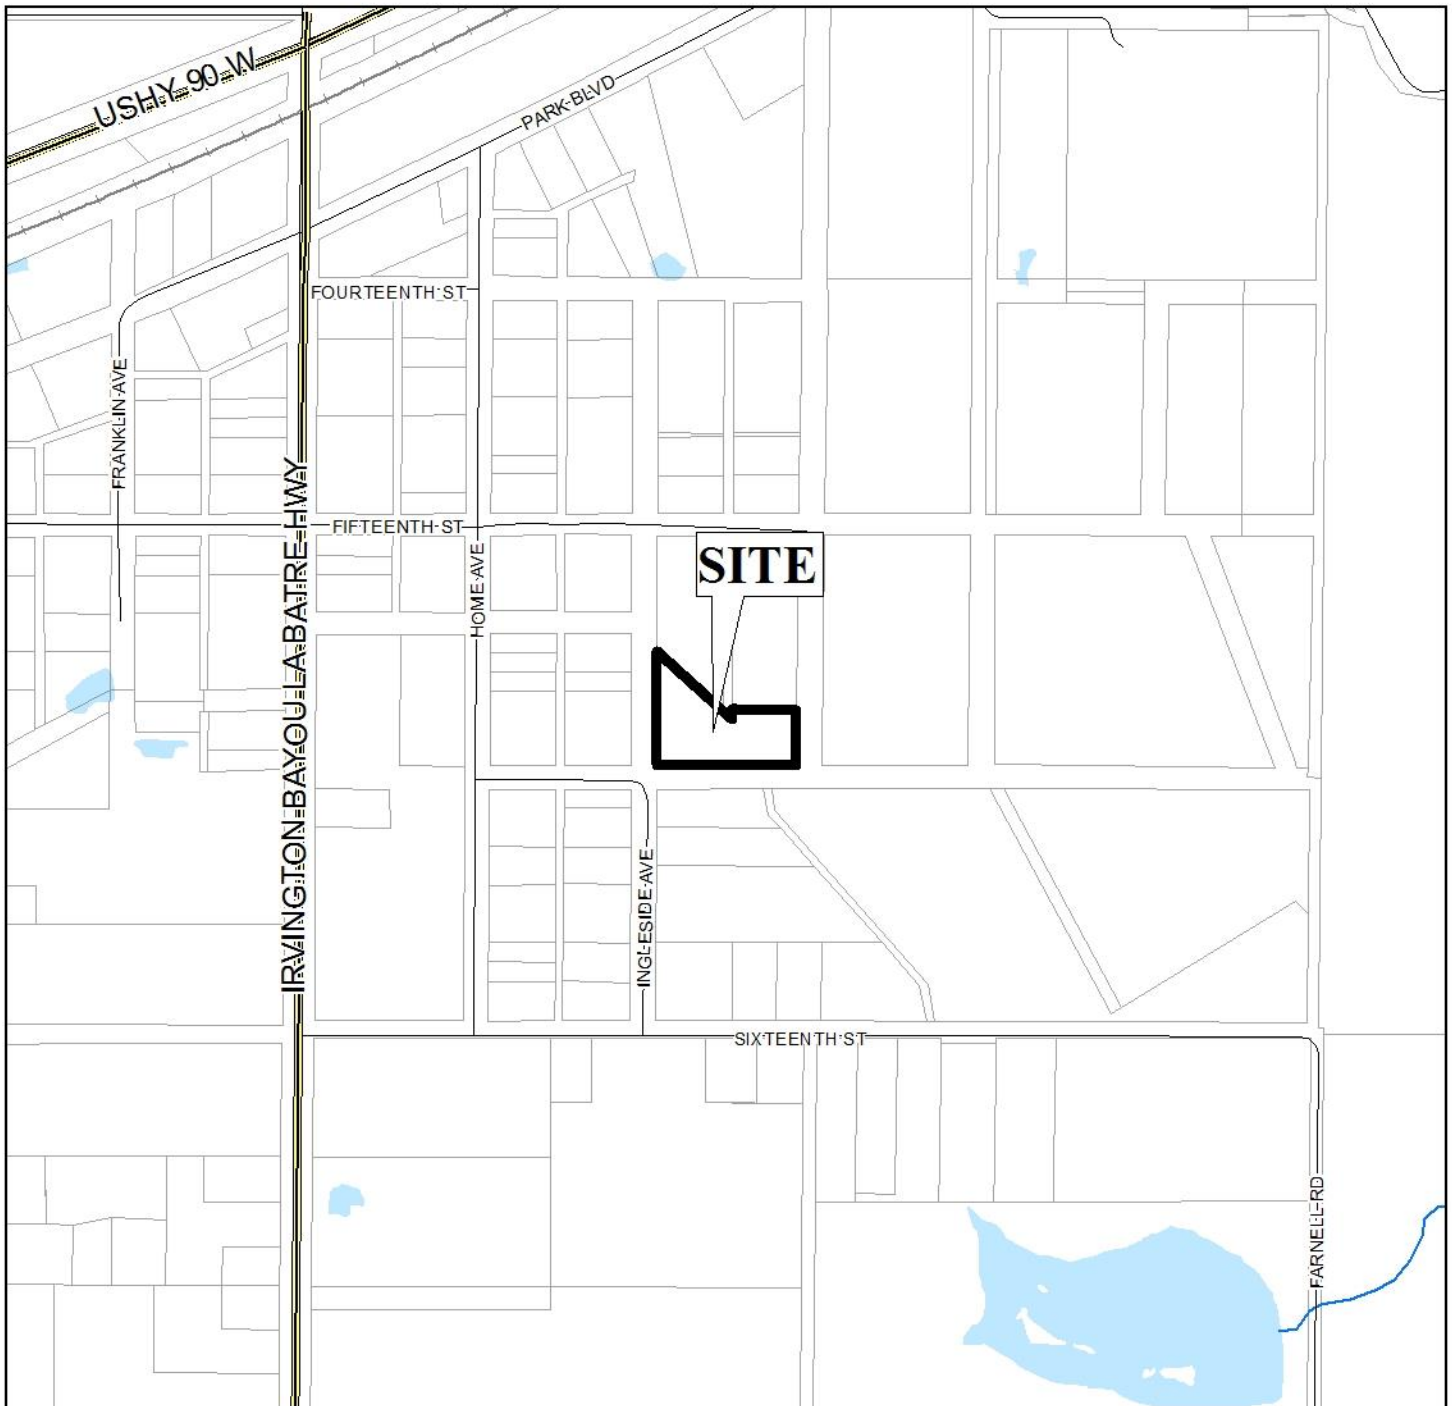 USHY 90 W
PARK BLVD
FOURTEENTH ST
FRANKLIN AVE
IRVINGTON BAYOU LA BATRE HWY
FIFTEENTH ST
HOME AVE
SITE
INGLESIDE AVE
SIXTEENTH ST
FARNELL RD